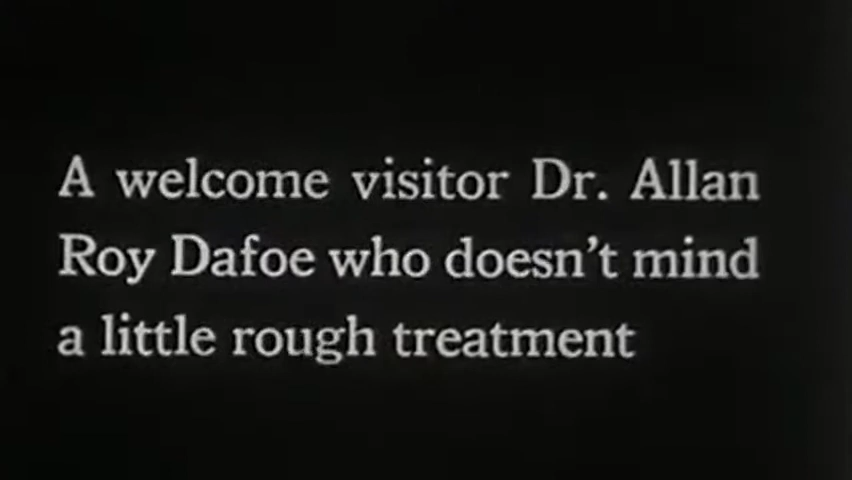 A welcome visitor Dr. Allan
Roy Dafoe who doesn't mind
a little rough treatment